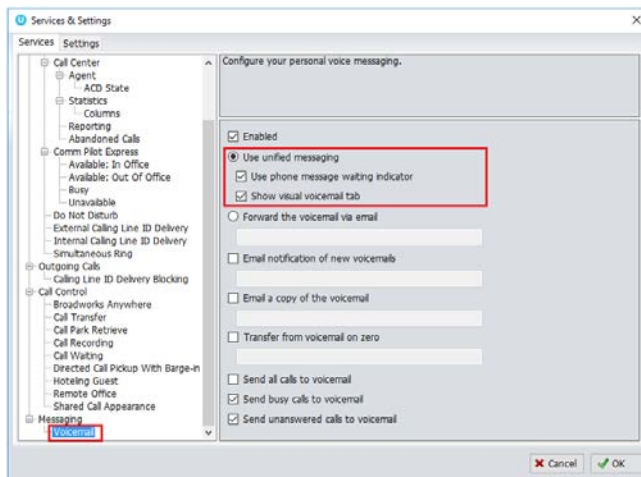 Services & Settings
Services Settings
Configure your personal voice messaging.
Call Center
Agent
ACD State
Statistics
Columns
Reporting
Abandoned Calls
Comm Pilot Express
Available: In Office
Available: Out Of Office
Busy
Unavailable
Do Not Disturb
External Calling Line ID Delivery
Internal Calling Line ID Delivery
Simultaneous Ring
Outgoing Calls
Calling Line ID Delivery Blocking
Call Control
Broadworks Anywhere
Call Transfer
Call Park Retrieve
Call Recording
Call Waiting
Directed Call Pickup With Barge-in
Hoteling Guest
Remote Office
Shared Call Appearance
Messaging
Voicemail
Enabled
Use unified messaging
Use phone message waiting indicator
Show visual voicemail tab
Forward the voicemail via email
Email notification of new voicemails
Email a copy of the voicemail
Transfer from voicemail on zero
Send all calls to voicemail
Send busy calls to voicemail
Send unanswered calls to voicemail
Cancel OK